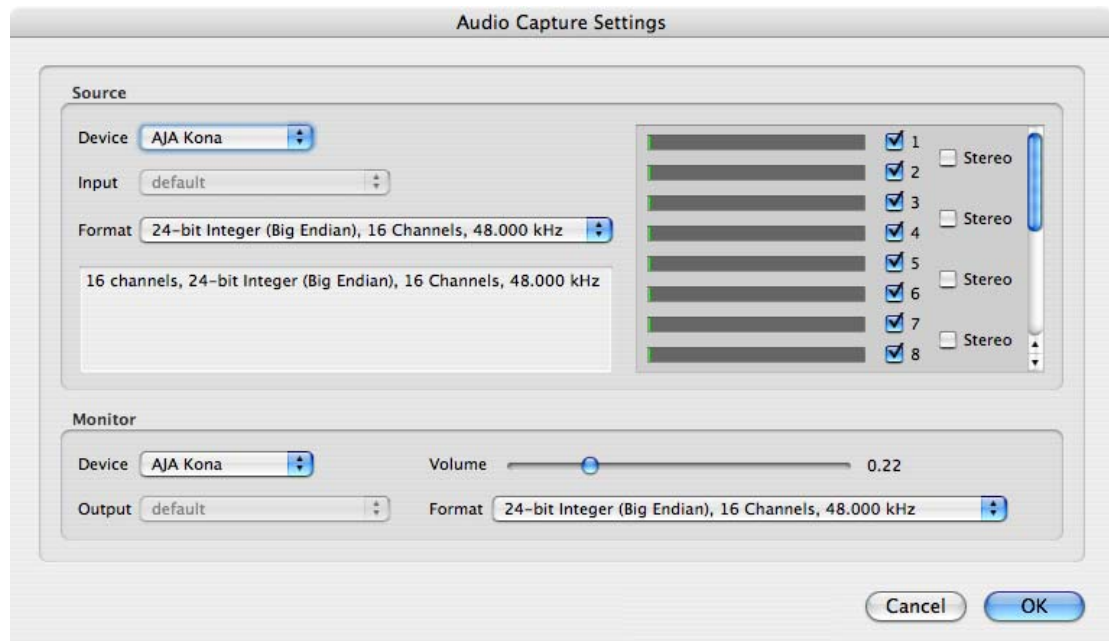 Audio Capture Settings
Source
Device AJA Kona
Input default
Format 24-bit Integer (Big Endian), 16 Channels, 48.000 kHz
16 channels, 24-bit Integer (Big Endian), 16 Channels, 48.000 kHz
1
2
Stereo
3
4
Stereo
5
6
Stereo
7
8
Stereo
Monitor
Device AJA Kona
Volume 0.22
Output default
Format 24-bit Integer (Big Endian), 16 Channels, 48.000 kHz
Cancel OK